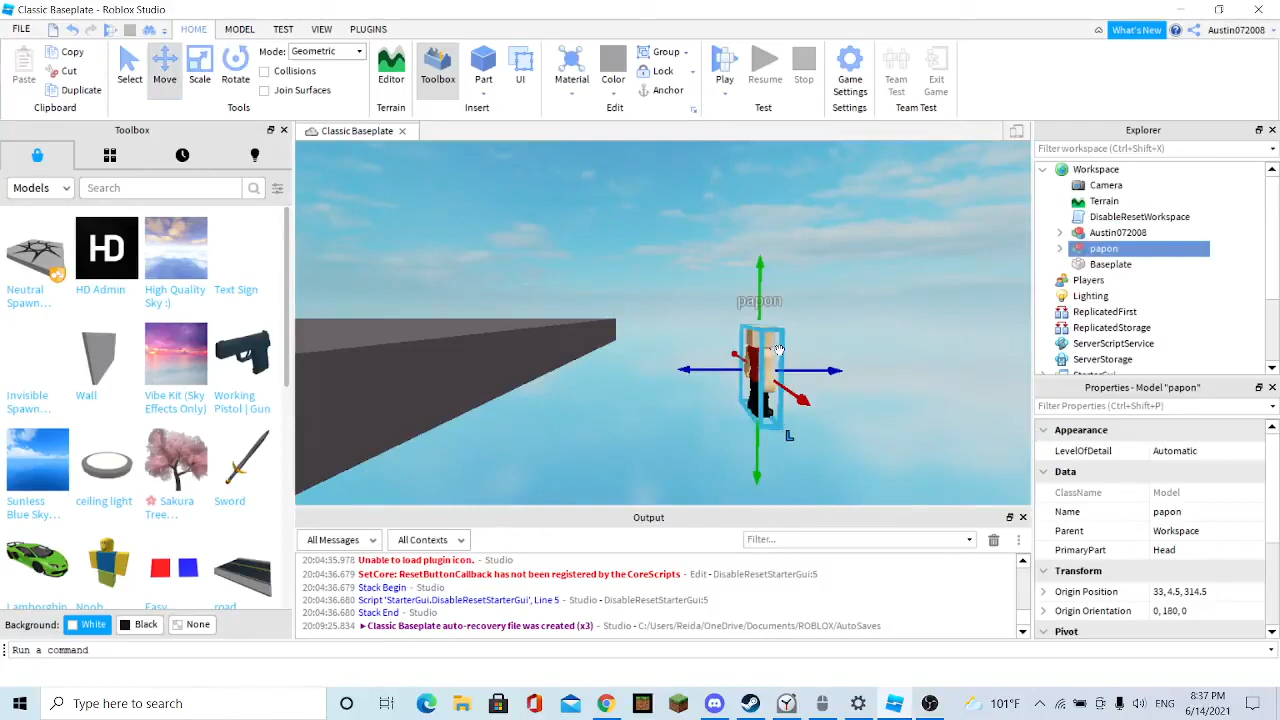 Classic Baseplate - Roblox Studio
FILE HOME MODEL TEST VIEW PLUGINS What's New Austin072008
Paste Copy Cut Duplicate Clipboard
Select Move Scale Rotate Mode: Geometric Collisions Join Surfaces Tools
Editor Terrain
Toolbox Part UI Insert
Material Color Group Lock Anchor Edit
Play Resume Stop Test
Game Settings Settings
Team Test Exit Game Team Test
Toolbox
Models Search
Neutral Spawn… HD Admin High Quality Sky :) Text Sign
HD
Invisible Spawn… Wall Vibe Kit (Sky Effects Only) Working Pistol | Gun
Sunless Blue Sky… ceiling light 🌸 Sakura Tree… Sword
Lamborghin Noob Easy road
Background: White Black None
Classic Baseplate
papon
L
Output
All Messages All Contexts Filter...
20:04:35.978 Unable to load plugin icon. - Studio
20:04:36.679 SetCore: ResetButtonCallback has not been registered by the CoreScripts - Edit - DisableResetStarterGui:5
20:04:36.679 Stack Begin - Studio
20:04:36.680 Script 'StarterGui.DisableResetStarterGui', Line 5 - Studio - DisableResetStarterGui:5
20:04:36.680 Stack End - Studio
20:09:25.834 ▶Classic Baseplate auto-recovery file was created (x3) - Studio - C:/Users/Reida/OneDrive/Documents/ROBLOX/AutoSaves
Explorer
Filter workspace (Ctrl+Shift+X)
Workspace
Camera
Terrain
DisableResetWorkspace
Austin072008
papon
Baseplate
Players
Lighting
ReplicatedFirst
ReplicatedStorage
ServerScriptService
ServerStorage
StarterGui
Properties - Model "papon"
Filter Properties (Ctrl+Shift+P)
Appearance
LevelOfDetail Automatic
Data
ClassName Model
Name papon
Parent Workspace
PrimaryPart Head
Transform
Origin Position 33, 4.5, 314.5
Origin Orientation 0, 180, 0
Pivot
Run a command
Type here to search
101°F ENG 8:37 PM 6/14/2021